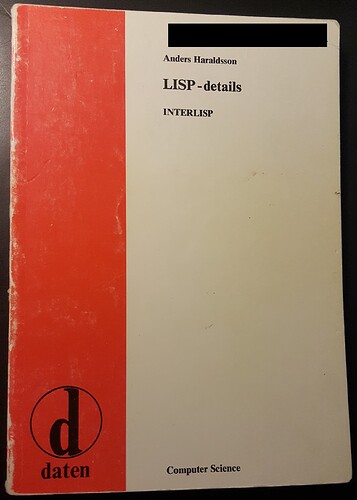 Anders Haraldsson
LISP-details
INTERLISP
d
daten
Computer Science